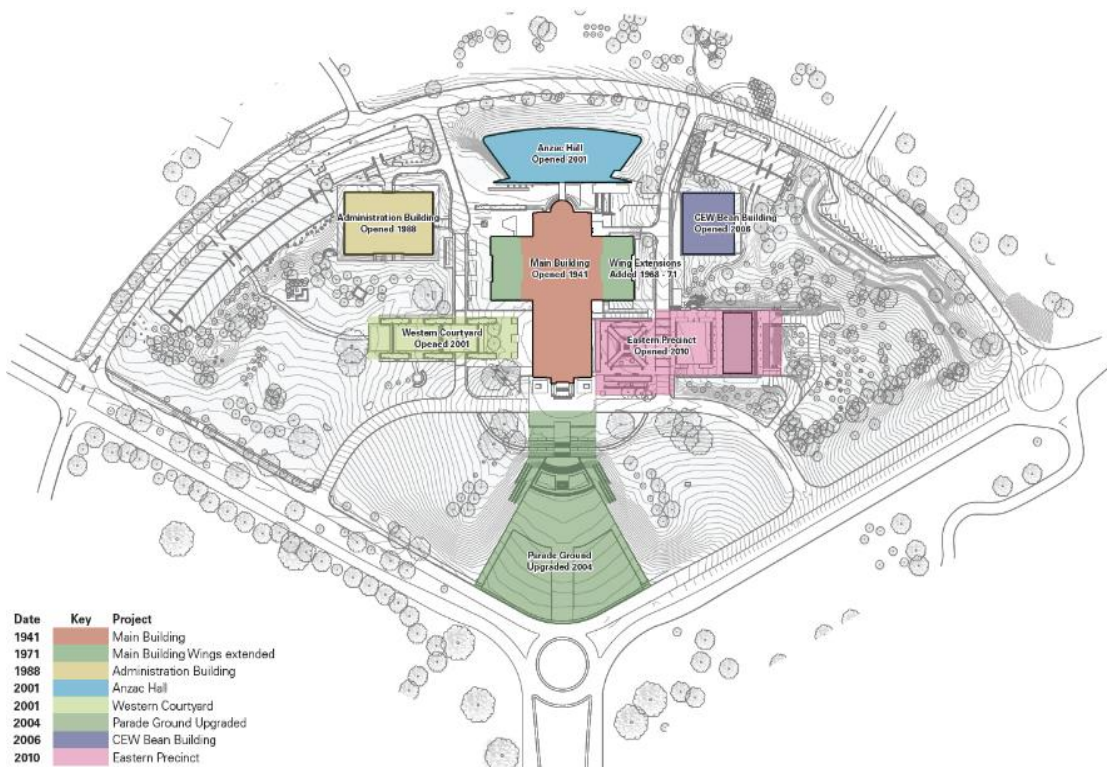 Anzac Hall
Opened 2001
Administration Building
Opened 1988
CEW Bean Building
Opened 2006
Main Building
Opened 1941
Wing Extensions
Added 1968 - 71
Western Courtyard
Opened 2001
Eastern Precinct
Opened 2010
Parade Ground
Upgraded 2004
Date Key Project
1941 Main Building
1971 Main Building Wings extended
1988 Administration Building
2001 Anzac Hall
2001 Western Courtyard
2004 Parade Ground Upgraded
2006 CEW Bean Building
2010 Eastern Precinct